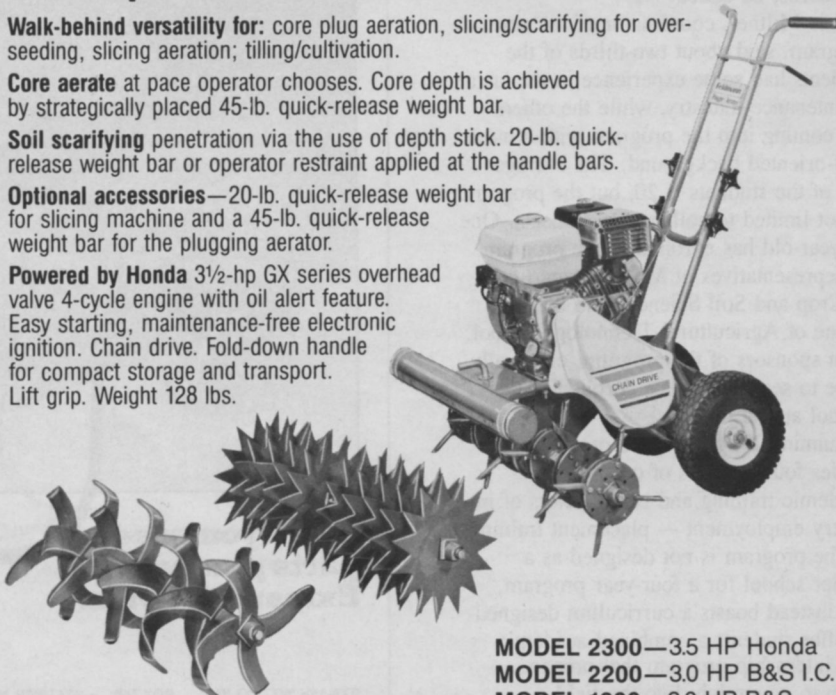 Walk-behind versatility for: core plug aeration, slicing/scarifying for over-
seeding, slicing aeration; tilling/cultivation.
Core aerate at pace operator chooses. Core depth is achieved
by strategically placed 45-lb. quick-release weight bar.
Soil scarifying penetration via the use of depth stick. 20-lb. quick-
release weight bar or operator restraint applied at the handle bars.
Optional accessories—20-lb. quick-release weight bar
for slicing machine and a 45-lb. quick-release
weight bar for the plugging aerator.
Powered by Honda 3½-hp GX series overhead
valve 4-cycle engine with oil alert feature.
Easy starting, maintenance-free electronic
ignition. Chain drive. Fold-down handle
for compact storage and transport.
Lift grip. Weight 128 lbs.
CHAIN DRIVE
MODEL 2300—3.5 HP Honda
MODEL 2200—3.0 HP B&S I.C.